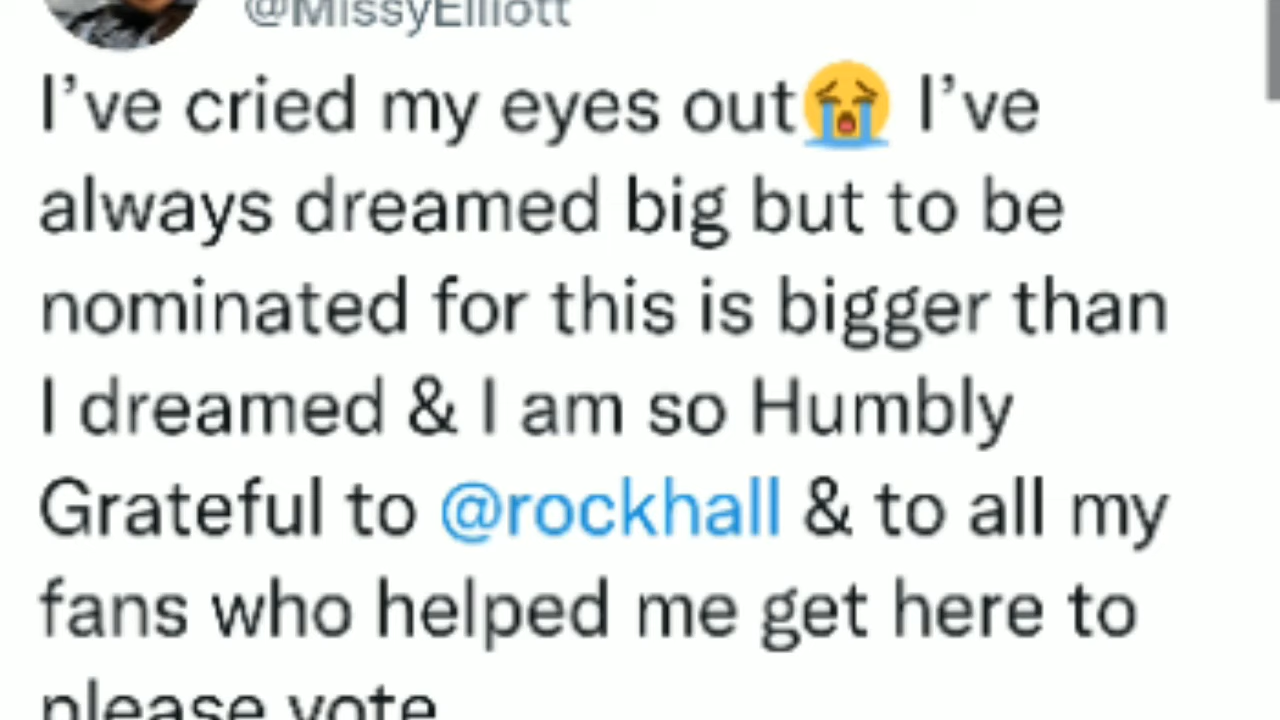 @MissyElliott
I’ve cried my eyes out😭 I’ve
always dreamed big but to be
nominated for this is bigger than
I dreamed & I am so Humbly
Grateful to @rockhall & to all my
fans who helped me get here to
please vote